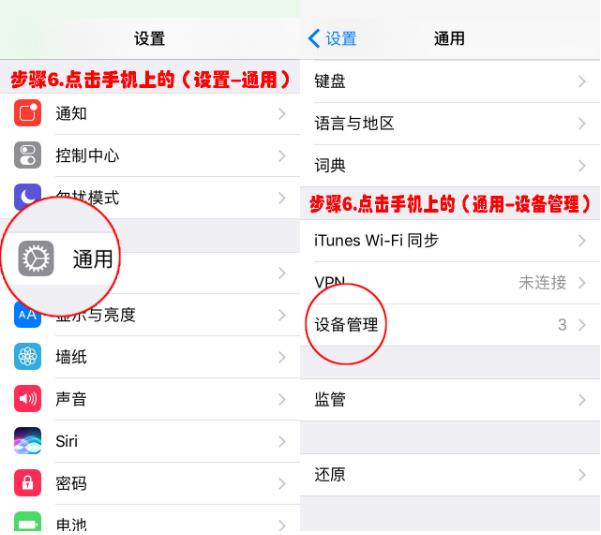 设置
步骤6.点击手机上的（设置-通用）
通知
控制中心
勿扰模式
通用
显示与亮度
AA
墙纸
声音
Siri
密码
电池
设置
通用
键盘
语言与地区
词典
步骤6.点击手机上的（通用-设备管理）
iTunes Wi-Fi 同步
VPN 未连接
设备管理 3
监管
还原